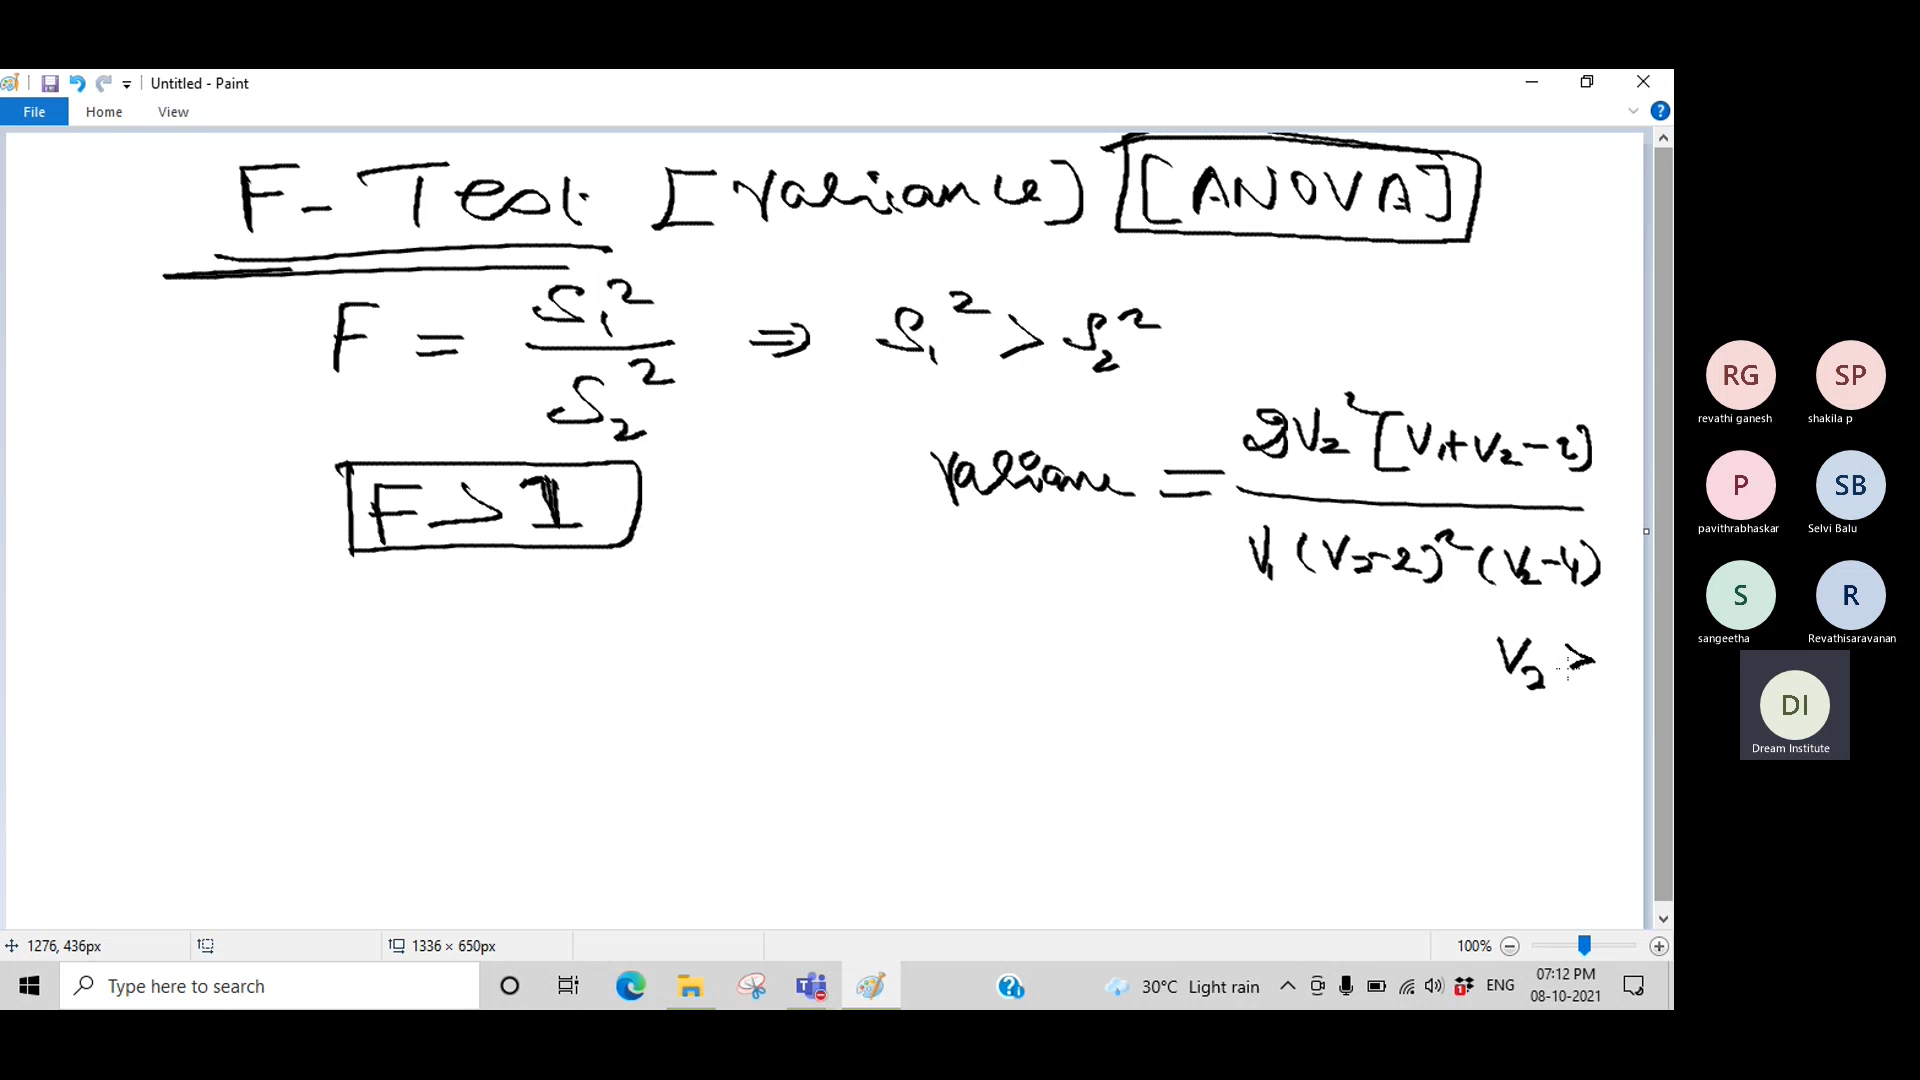 Untitled - Paint
File Home View
F - Test [Variance] [ANOVA]
F = S₁² / S₂² ⇒ S₁² > S₂²
F > 1
Variance = 2V₂² [V₁+V₂-2] / V₁ (V₂-2)² (V₂-4)
V₂ >
RG
revathi ganesh
SP
shakila p
P
pavithrabhaskar
SB
Selvi Balu
S
sangeetha
R
Revathisaravanan
DI
Dream Institute
1276, 436px 1336 × 650px 100%
Type here to search
30°C Light rain ENG
07:12 PM
08-10-2021